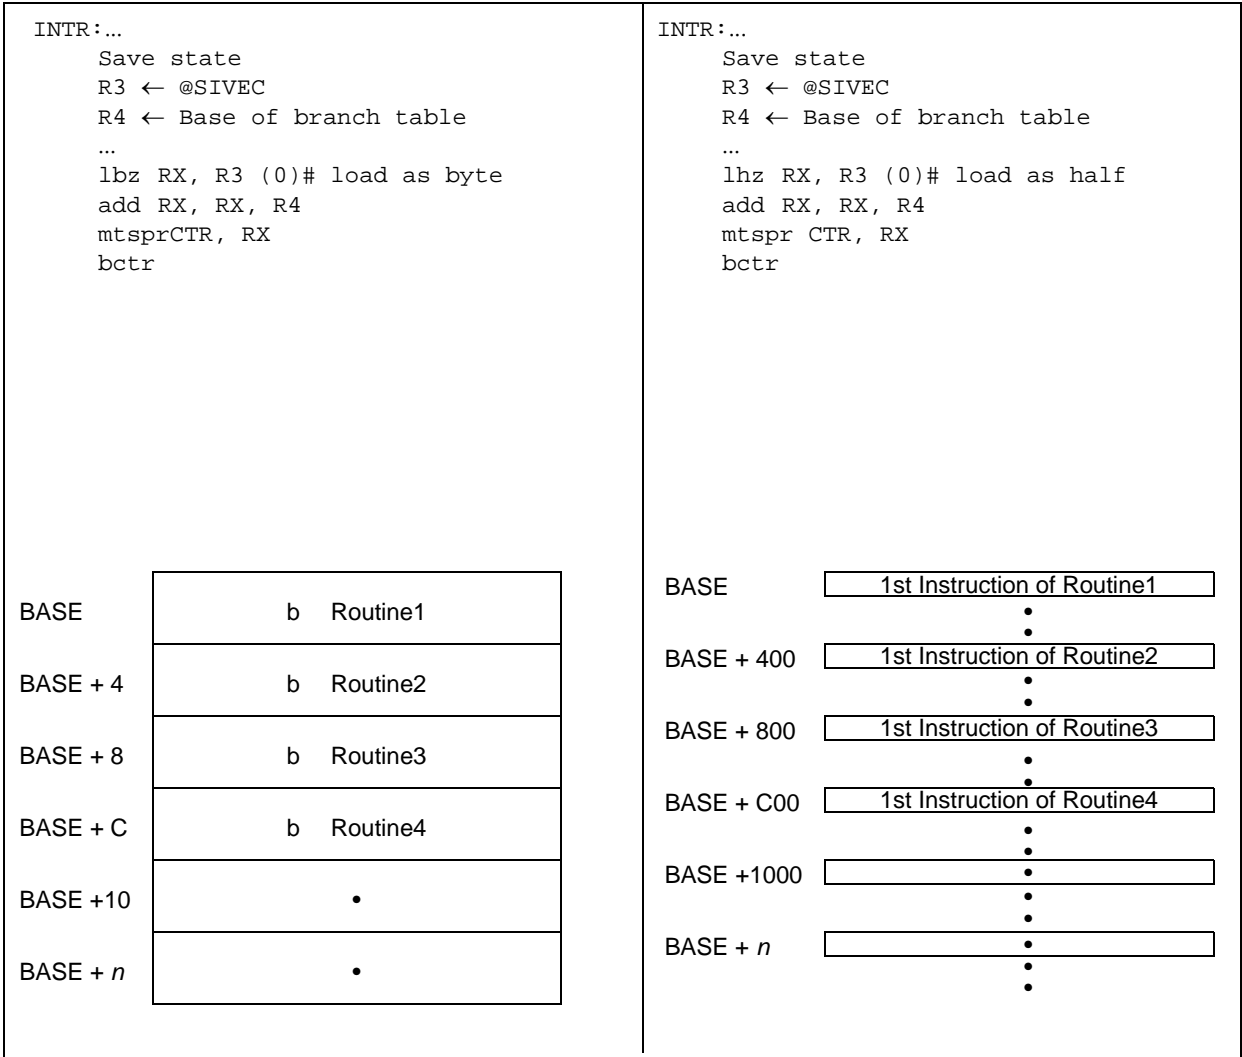 INTR:...
Save state
R3 ← @SIVEC
R4 ← Base of branch table
...
lbz RX, R3 (0)# load as byte
add RX, RX, R4
mtsprCTR, RX
bctr
BASE b Routine1
BASE + 4 b Routine2
BASE + 8 b Routine3
BASE + C b Routine4
BASE +10 •
BASE + n •
INTR:...
Save state
R3 ← @SIVEC
R4 ← Base of branch table
...
lhz RX, R3 (0)# load as half
add RX, RX, R4
mtspr CTR, RX
bctr
BASE 1st Instruction of Routine1
•
•
BASE + 400 1st Instruction of Routine2
•
•
BASE + 800 1st Instruction of Routine3
•
•
BASE + C00 1st Instruction of Routine4
•
•
BASE +1000 •
•
•
BASE + n •
•
•